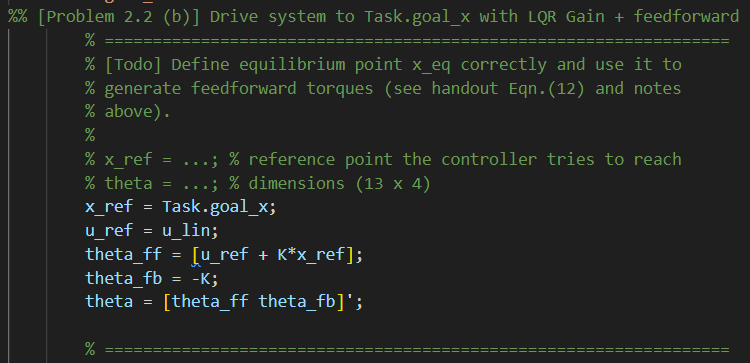 %% [Problem 2.2 (b)] Drive system to Task.goal_x with LQR Gain + feedforward
% ===========================================================
% [Todo] Define equilibrium point x_eq correctly and use it to
% generate feedforward torques (see handout Eqn.(12) and notes
% above).
%
% x_ref = ...; % reference point the controller tries to reach
% theta = ...; % dimensions (13 x 4)
x_ref = Task.goal_x;
u_ref = u_lin;
theta_ff = [u_ref + K*x_ref];
theta_fb = -K;
theta = [theta_ff theta_fb]';
% ===========================================================